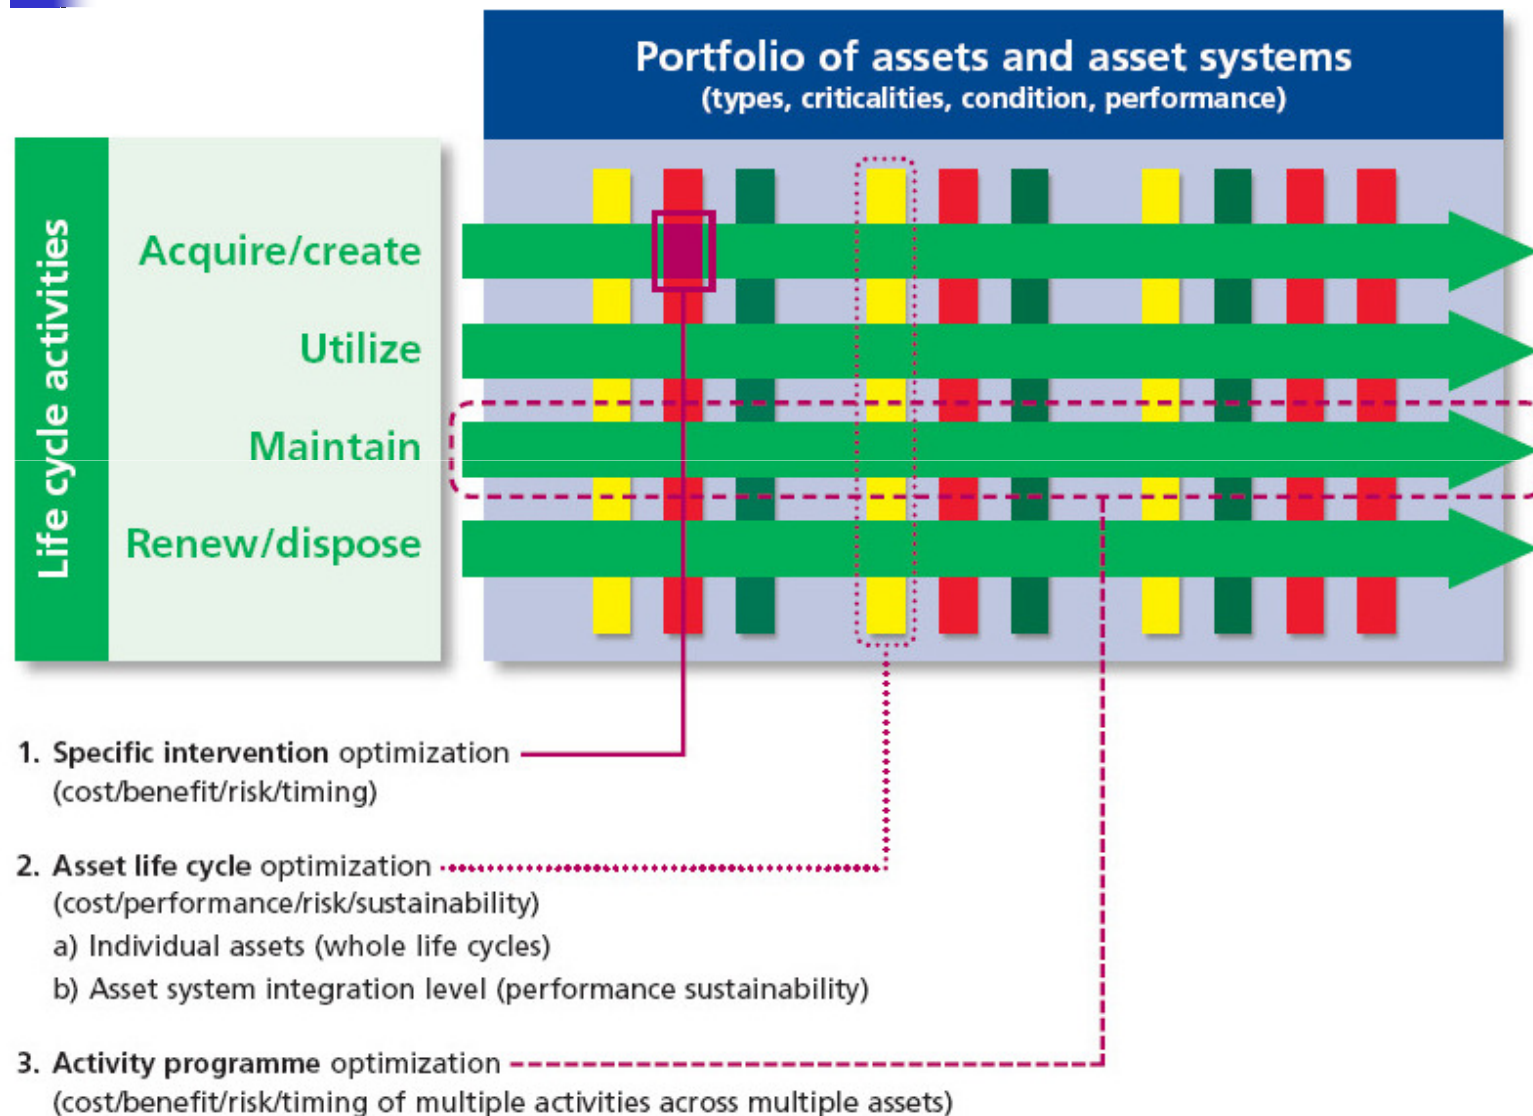 Portfolio of assets and asset systems
(types, criticalities, condition, performance)
Life cycle activities
Acquire/create
Utilize
Maintain
Renew/dispose
1. Specific intervention optimization
(cost/benefit/risk/timing)
2. Asset life cycle optimization
(cost/performance/risk/sustainability)
a) Individual assets (whole life cycles)
b) Asset system integration level (performance sustainability)
3. Activity programme optimization
(cost/benefit/risk/timing of multiple activities across multiple assets)